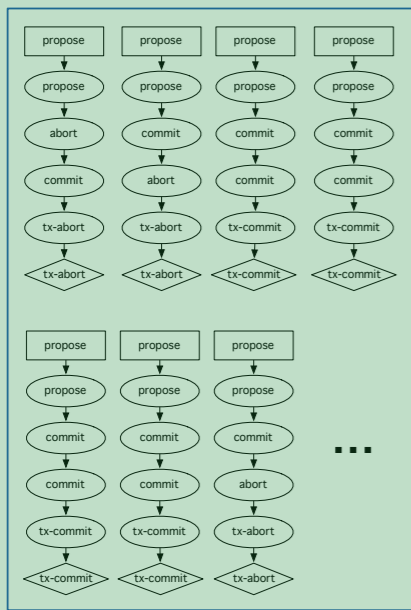 propose propose propose propose
propose propose propose propose
abort commit commit commit
commit abort commit commit
tx-abort tx-abort tx-commit tx-commit
tx-abort tx-abort tx-commit tx-commit
propose propose propose
propose propose propose
commit commit commit
commit commit abort
tx-commit tx-commit tx-abort
tx-commit tx-commit tx-abort
...